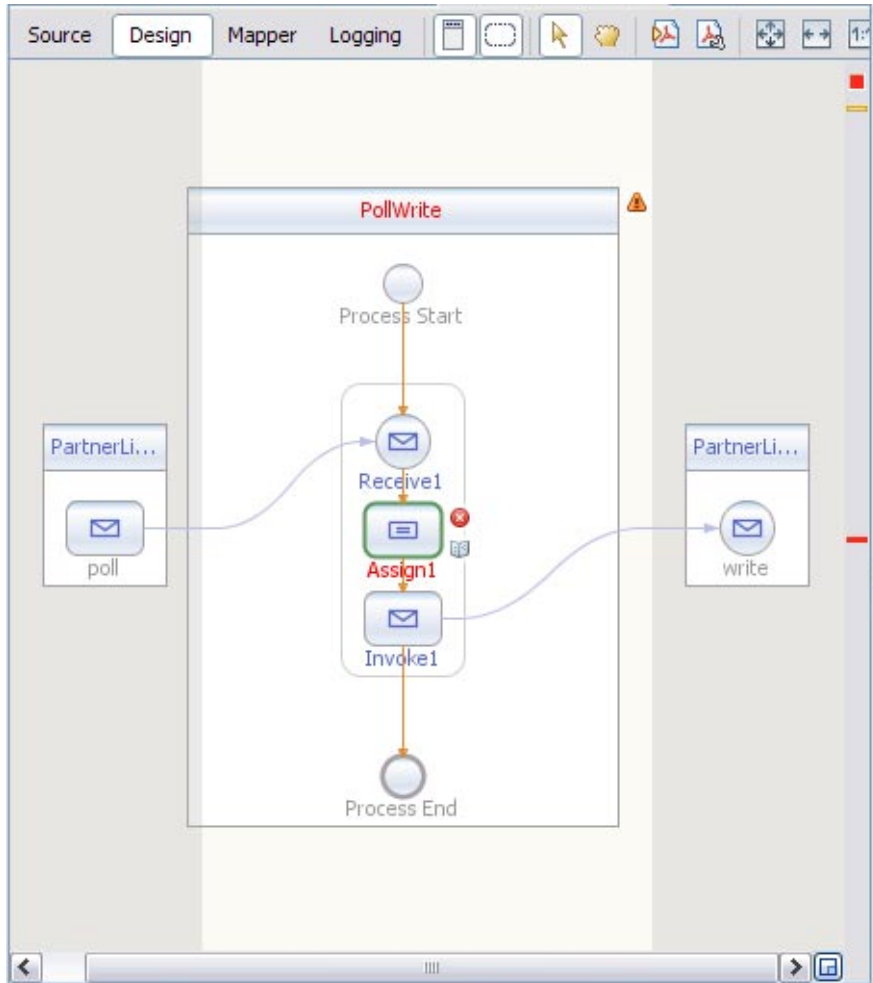 Source Design Mapper Logging
PollWrite
Process Start
PartnerLi...
PartnerLi...
Receive1
poll
Assign1
write
Invoke1
Process End